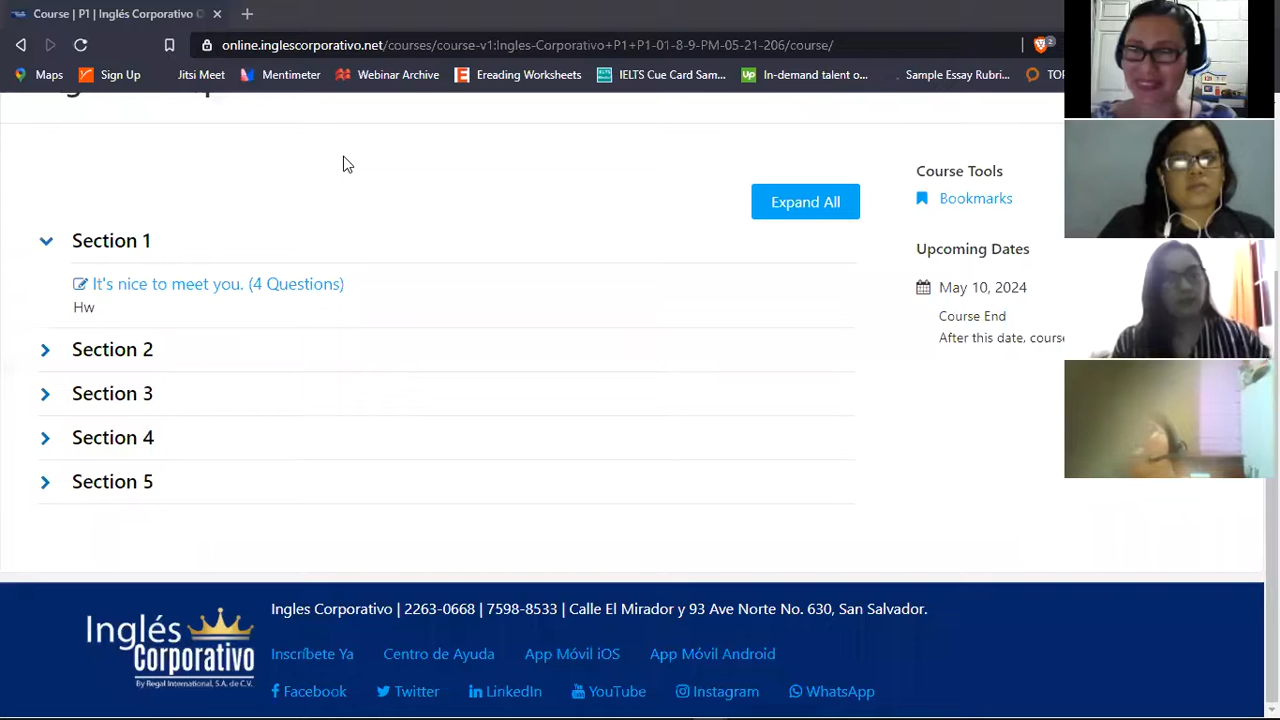 Course | P1 | Inglés Corporativo
online.inglescorporativo.net/courses/course-v1:Ingles-Corporativo+P1+P1-01-8-9-PM-05-21-206/course/
2
Maps Sign Up Jitsi Meet Mentimeter Webinar Archive Engoo Erasing Worksheets IELTS Cue Card Sam... In-demand talent o... Sample Essay Rubri... TOP
Course Tools
Expand All
Bookmarks
Section 1
Upcoming Dates
It's nice to meet you. (4 Questions)
May 10, 2024
Hw
Course End
After this date, course
Section 2
Section 3
Section 4
Section 5
Inglés Corporativo
By Regal International, S.A. de C.V.
Ingles Corporativo | 2263-0668 | 7598-8533 | Calle El Mirador y 93 Ave Norte No. 630, San Salvador.
Inscríbete Ya Centro de Ayuda App Móvil iOS App Móvil Android
Facebook Twitter LinkedIn YouTube Instagram WhatsApp